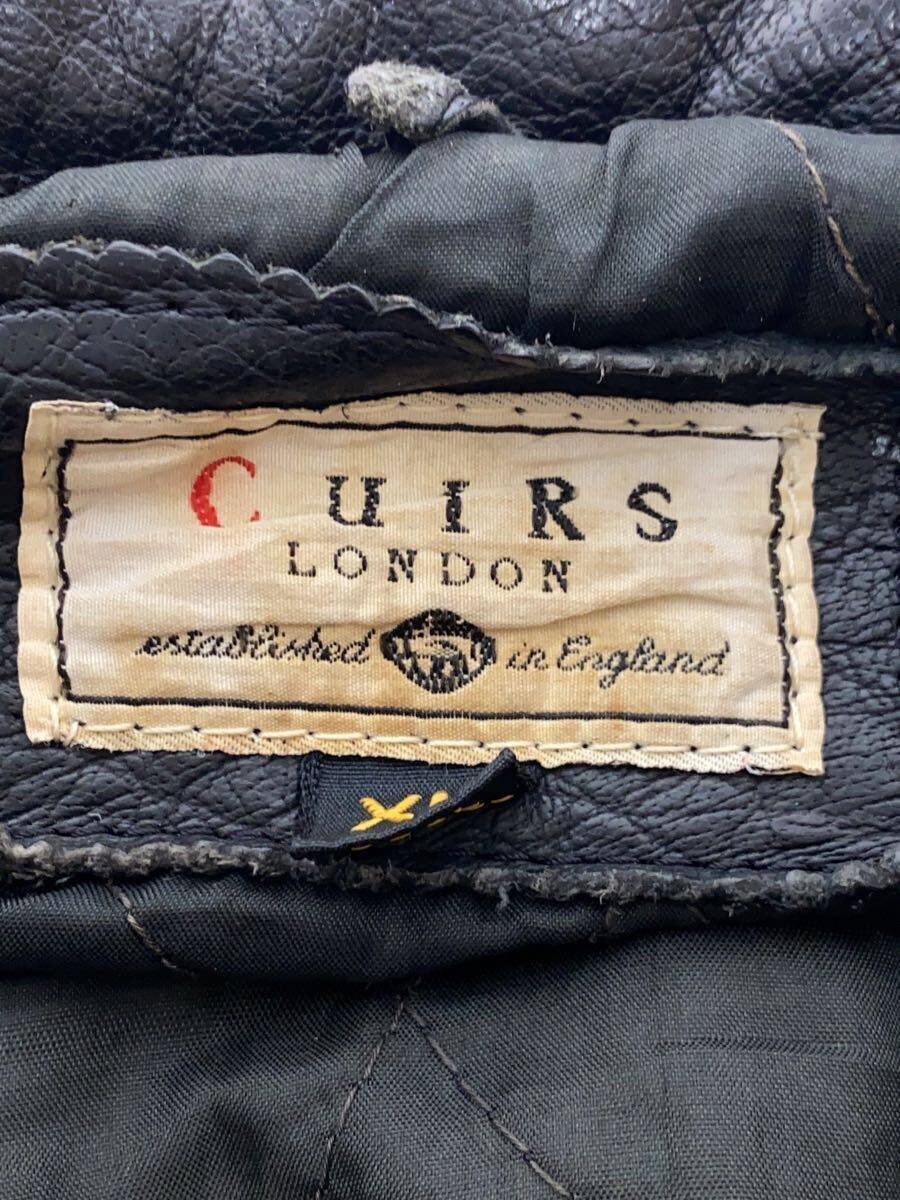 CUIRS
LONDON
established in England